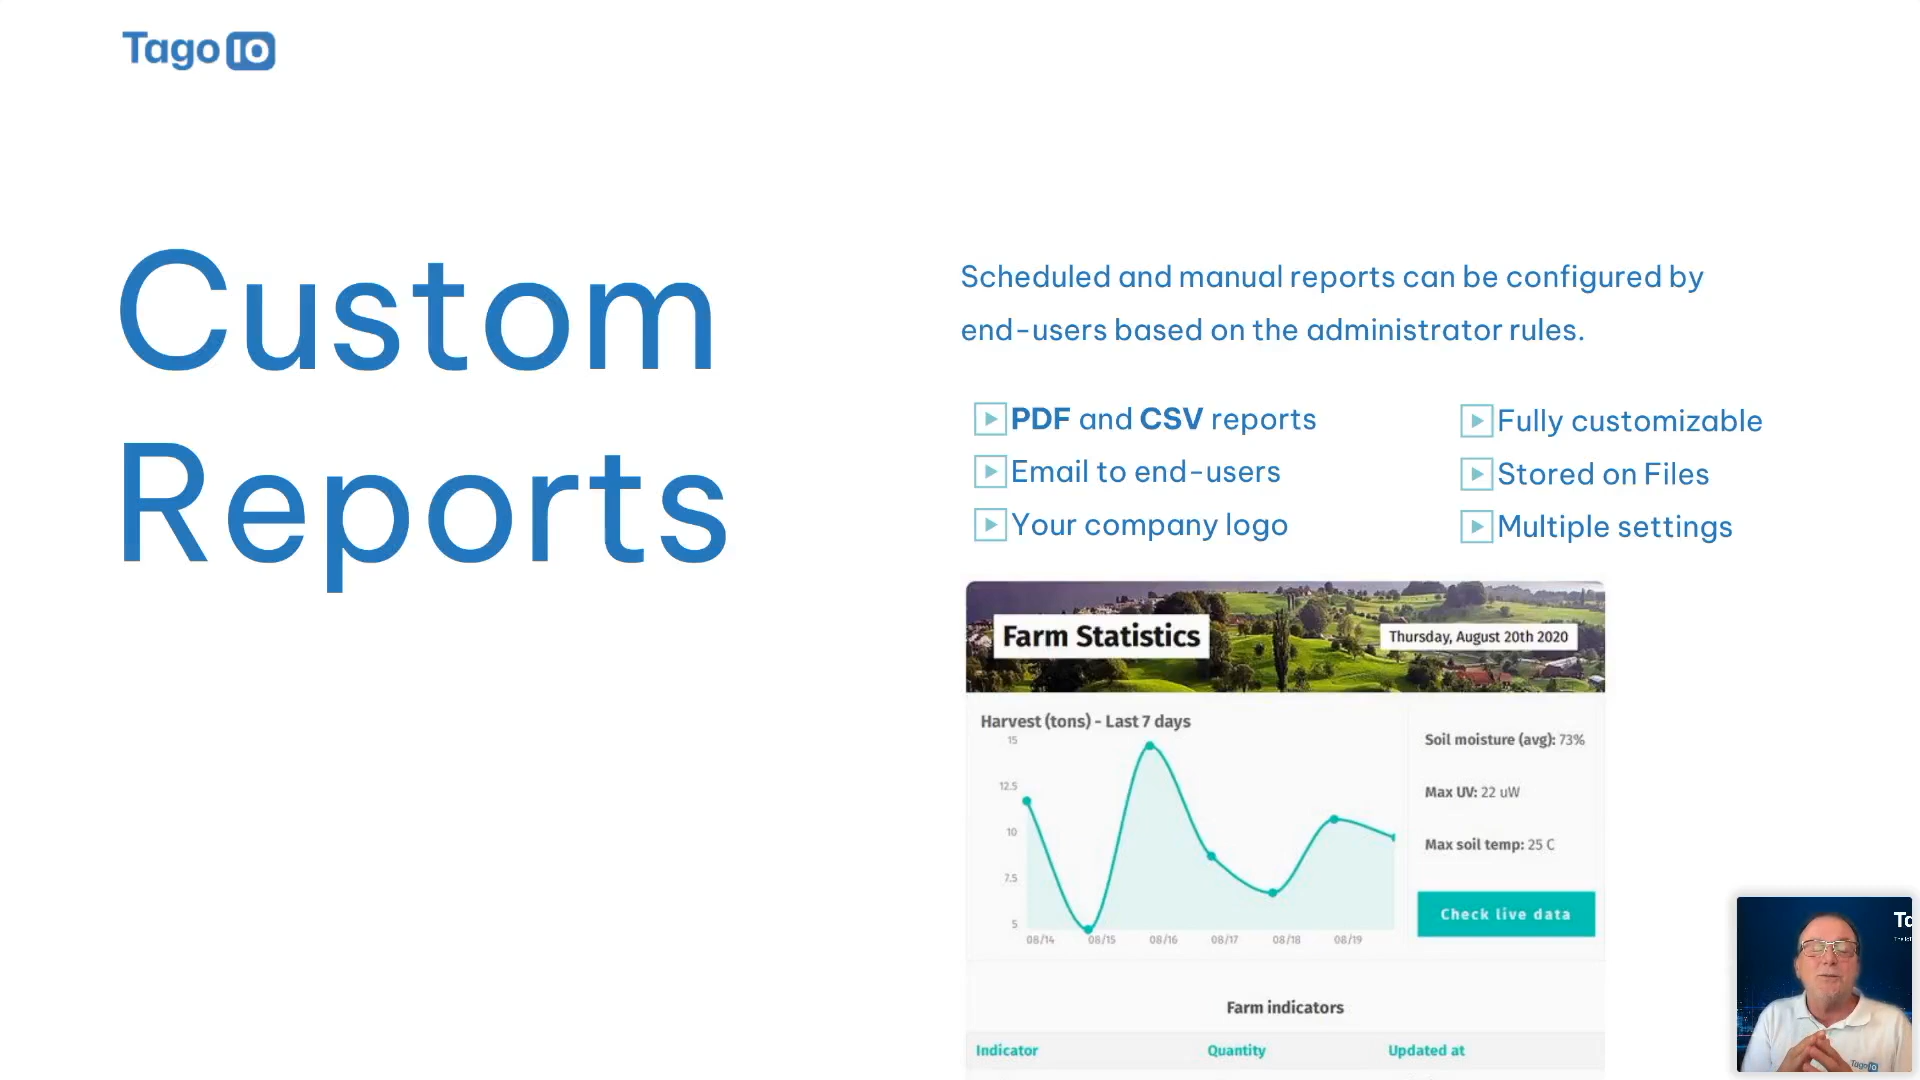 Tago IO
Custom
Reports
Scheduled and manual reports can be configured by
end-users based on the administrator rules.
PDF and CSV reports
Email to end-users
Your company logo
Fully customizable
Stored on Files
Multiple settings
Farm Statistics
Thursday, August 20th 2020
Harvest (tons) - Last 7 days
15
12.5
10
7.5
5
08/14 08/15 08/16 08/17 08/18 08/19
Soil moisture (avg): 73%
Max UV: 22 uW
Max soil temp: 25 C
Check live data
Farm indicators
Indicator Quantity Updated at
Tago IO